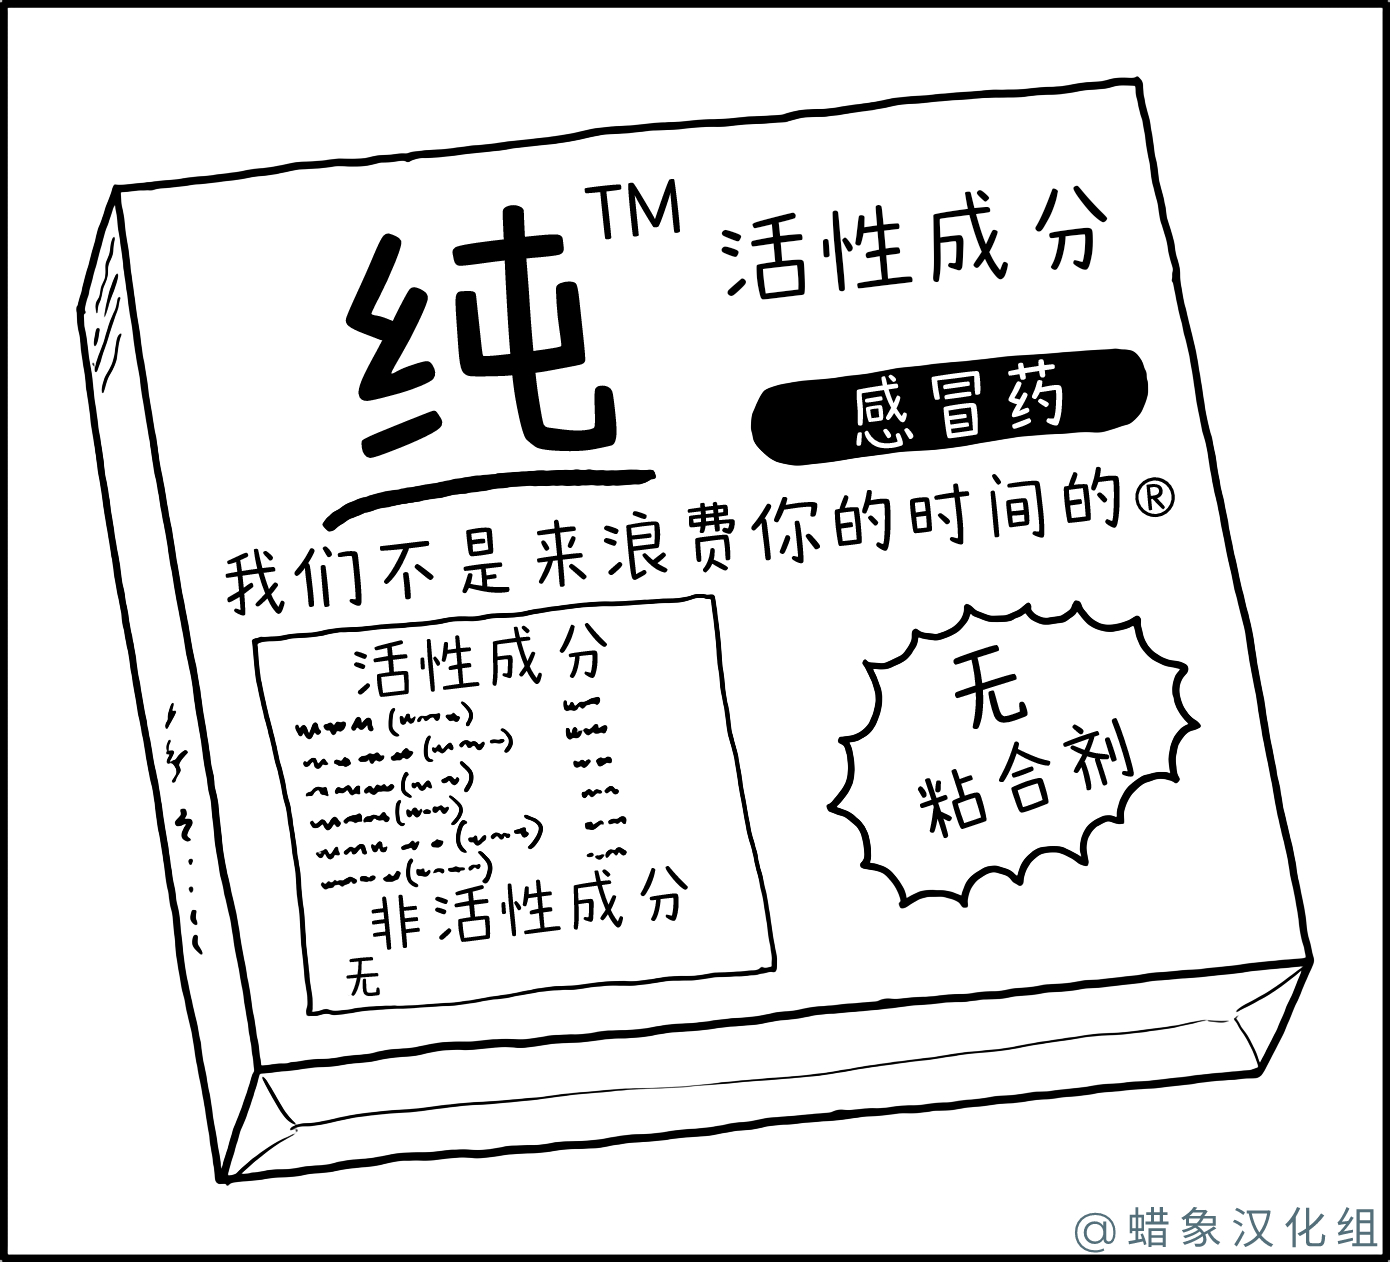 纯™ 活性成分
感冒药
我们不是来浪费你的时间的®
活性成分
非活性成分
无
无
粘合剂
@蜡象汉化组